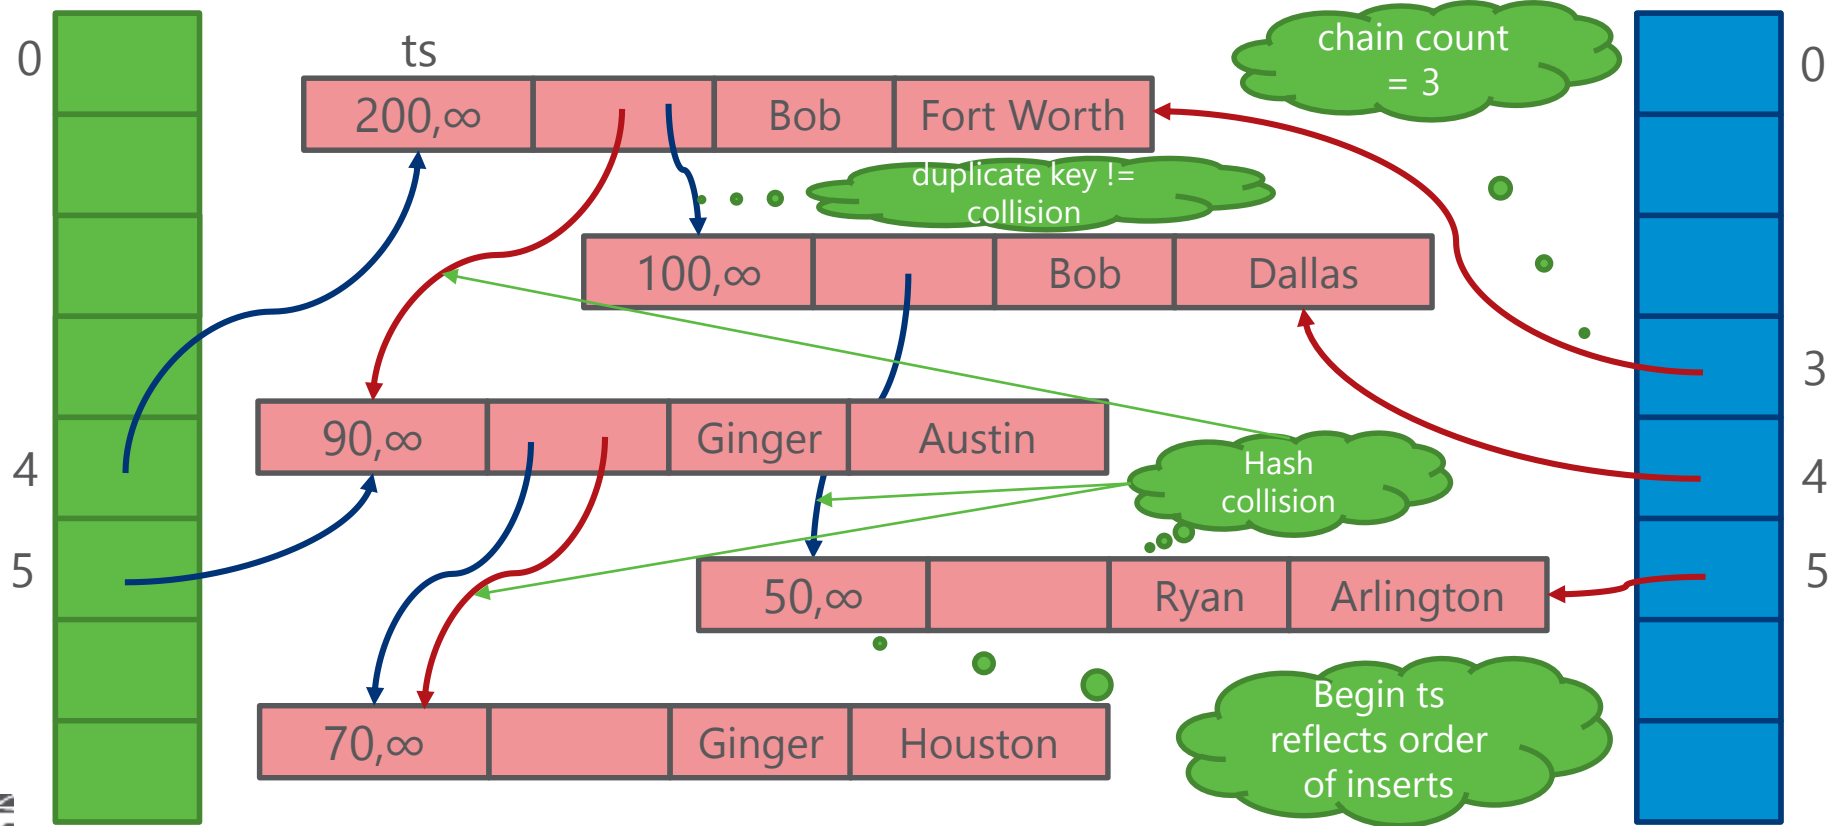 ts
chain count
= 3
0
0
200,∞ Bob Fort Worth
duplicate key !=
collision
100,∞ Bob Dallas
3
90,∞ Ginger Austin
4
Hash
collision
4
5
50,∞ Ryan Arlington
5
Begin ts
reflects order
of inserts
70,∞ Ginger Houston